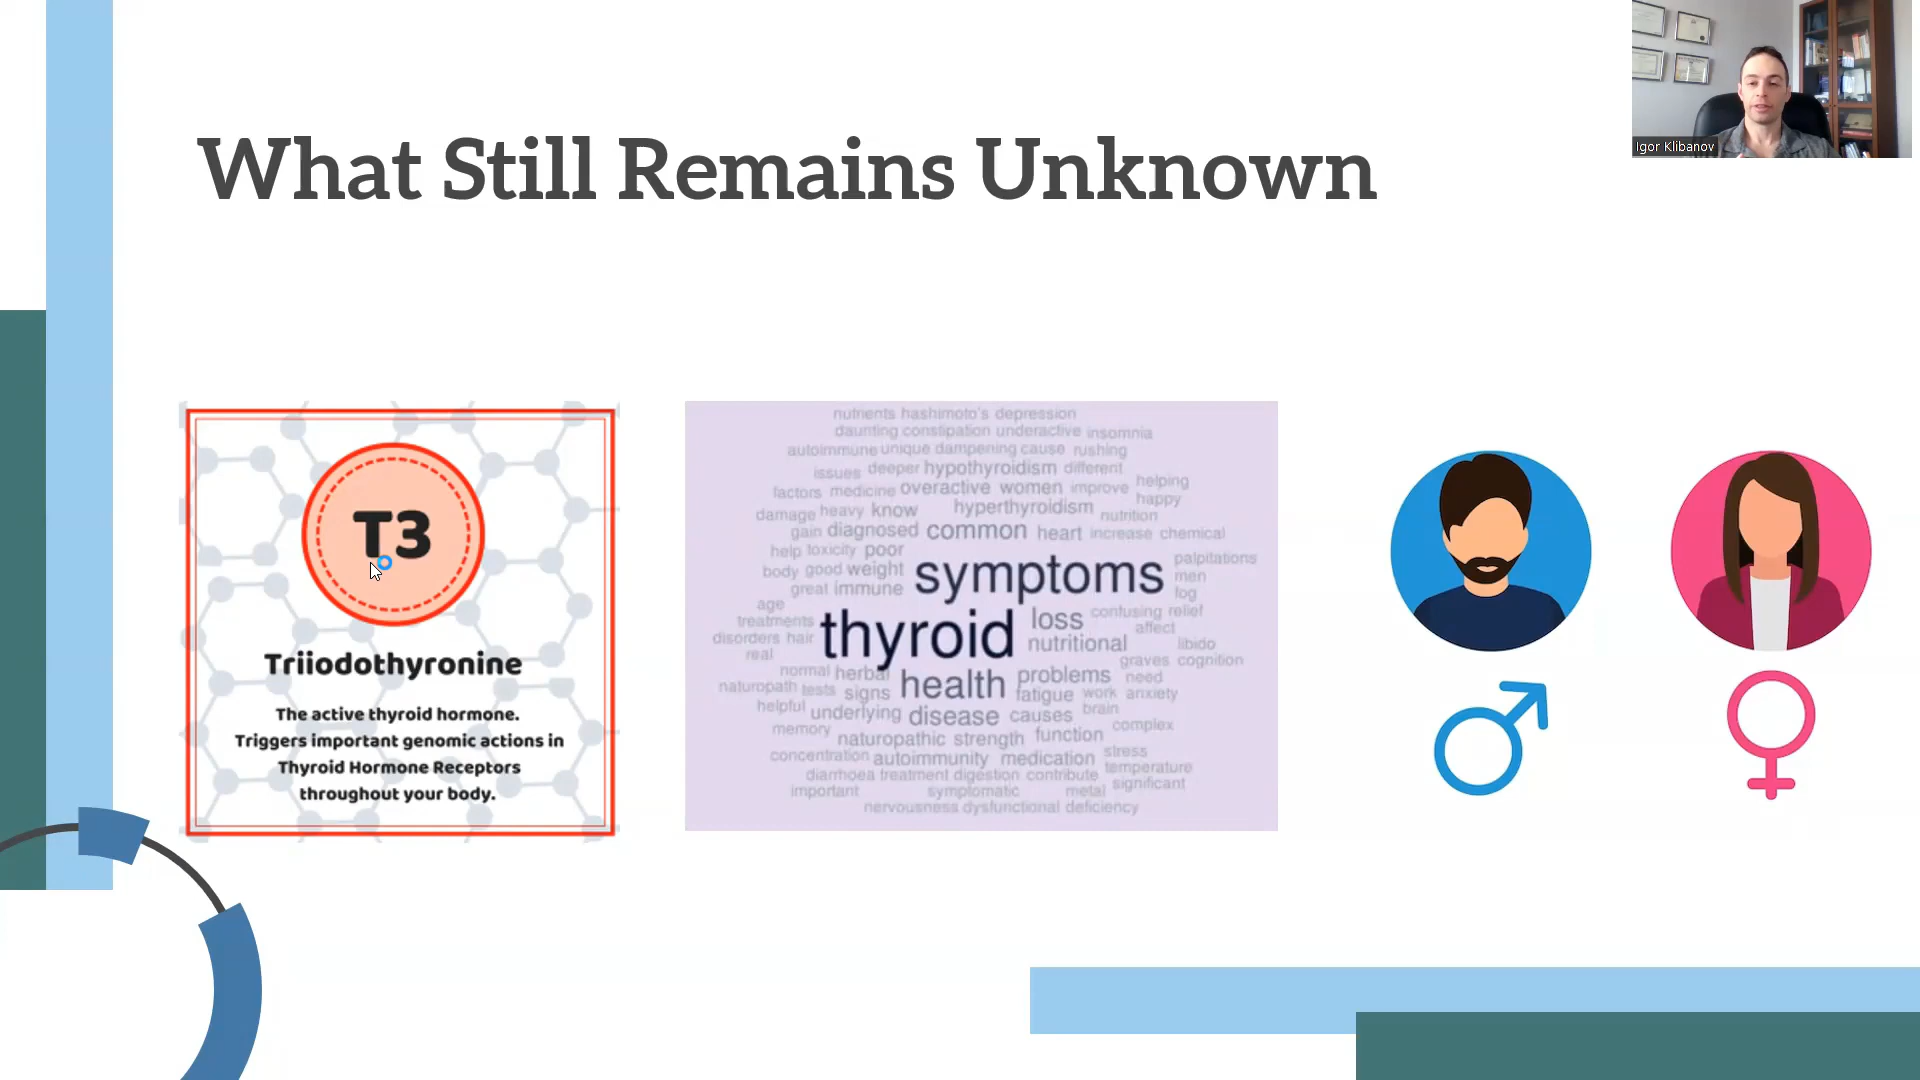 What Still Remains Unknown
Igor Klibanov
T3
Triiodothyronine
The active thyroid hormone.
Triggers important genomic actions in
Thyroid Hormone Receptors
throughout your body.
nutrients hashimoto's depression
daunting constipation underactive insomnia
autoimmune unique dampening cause rushing
issues deeper hypothyroidism different
factors medicine overactive women improve helping
happy
damage heavy know hyperthyroidism nutrition
gain diagnosed common heart increase chemical
help toxicity poor
palpitations
body good weight symptoms men
great immune log
age
treatments thyroid loss confusing relief
affect
disorders hair nutritional libido
real
graves cognition
normal herbal problems need
naturopath tests signs health fatigue work anxiety
helpful underlying disease causes brain
memory complex
naturopathic strength function
concentration autoimmunity medication stress
temperature
diarrhoea treatment digestion contribute
important symptomatic metal significant
nervousness dysfunctional deficiency